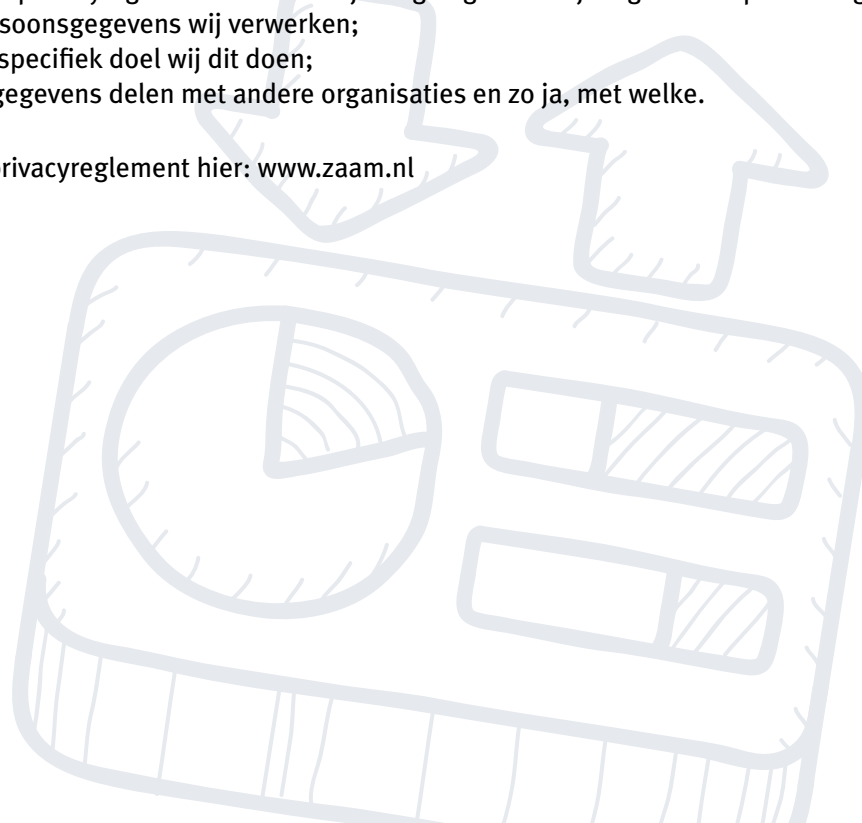 soonsgegevens wij verwerken;
specifiek doel wij dit doen;
gegevens delen met andere organisaties en zo ja, met welke.
privacyreglement hier: www.zaam.nl